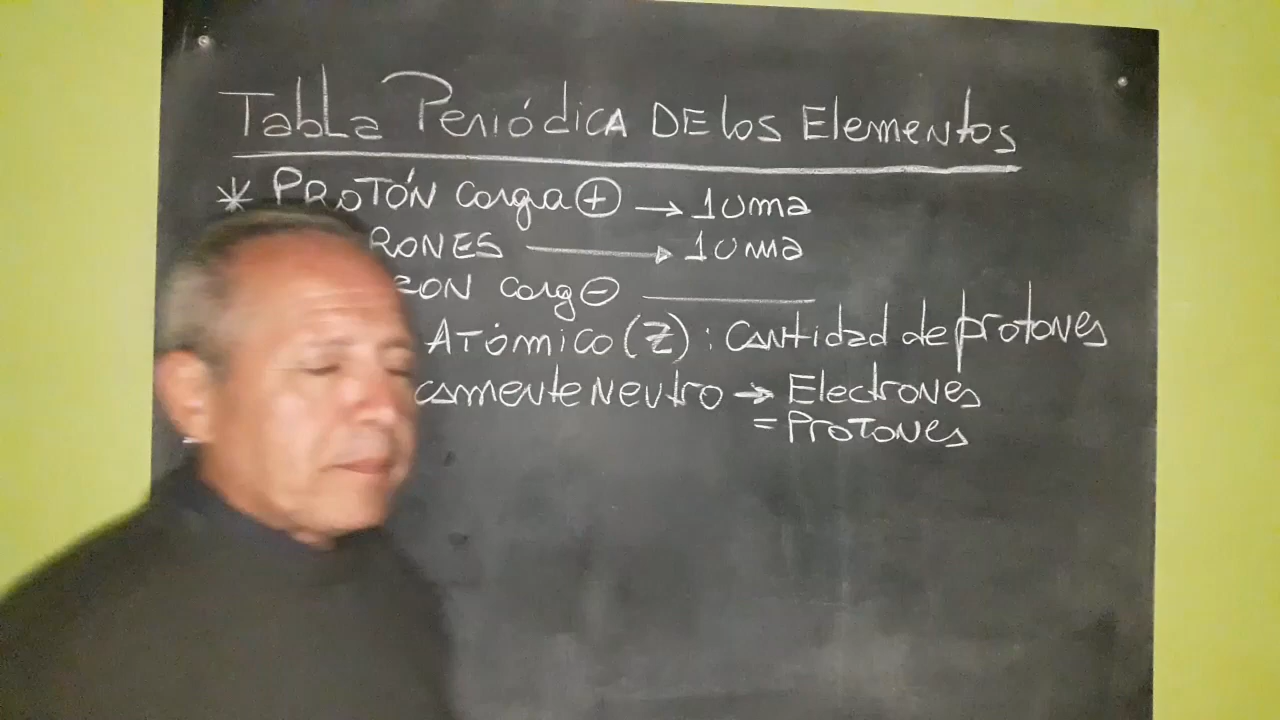 Tabla Periódica DE los Elementos
* PROTÓN carga ⊕ → 1 uma
RONES → 1 uma
RON carg ⊖ —
ATÓMICO (Z) : CANTIDAD de protones
camente Neutro → Electrones
= PROTONES